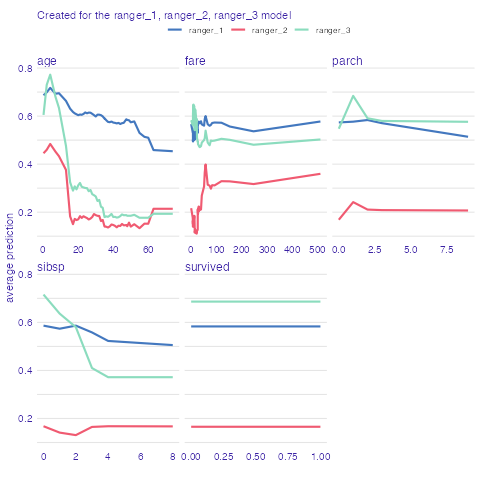 Created for the ranger_1, ranger_2, ranger_3 model
ranger_1 ranger_2 ranger_3
age fare parch
0.8
0.6
0.4
0.2
0 20 40 60 0 100 200 300 400 500 0.0 2.5 5.0 7.5
average prediction
sibsp survived
0.8
0.6
0.4
0.2
0 2 4 6 8 0.00 0.25 0.50 0.75 1.00